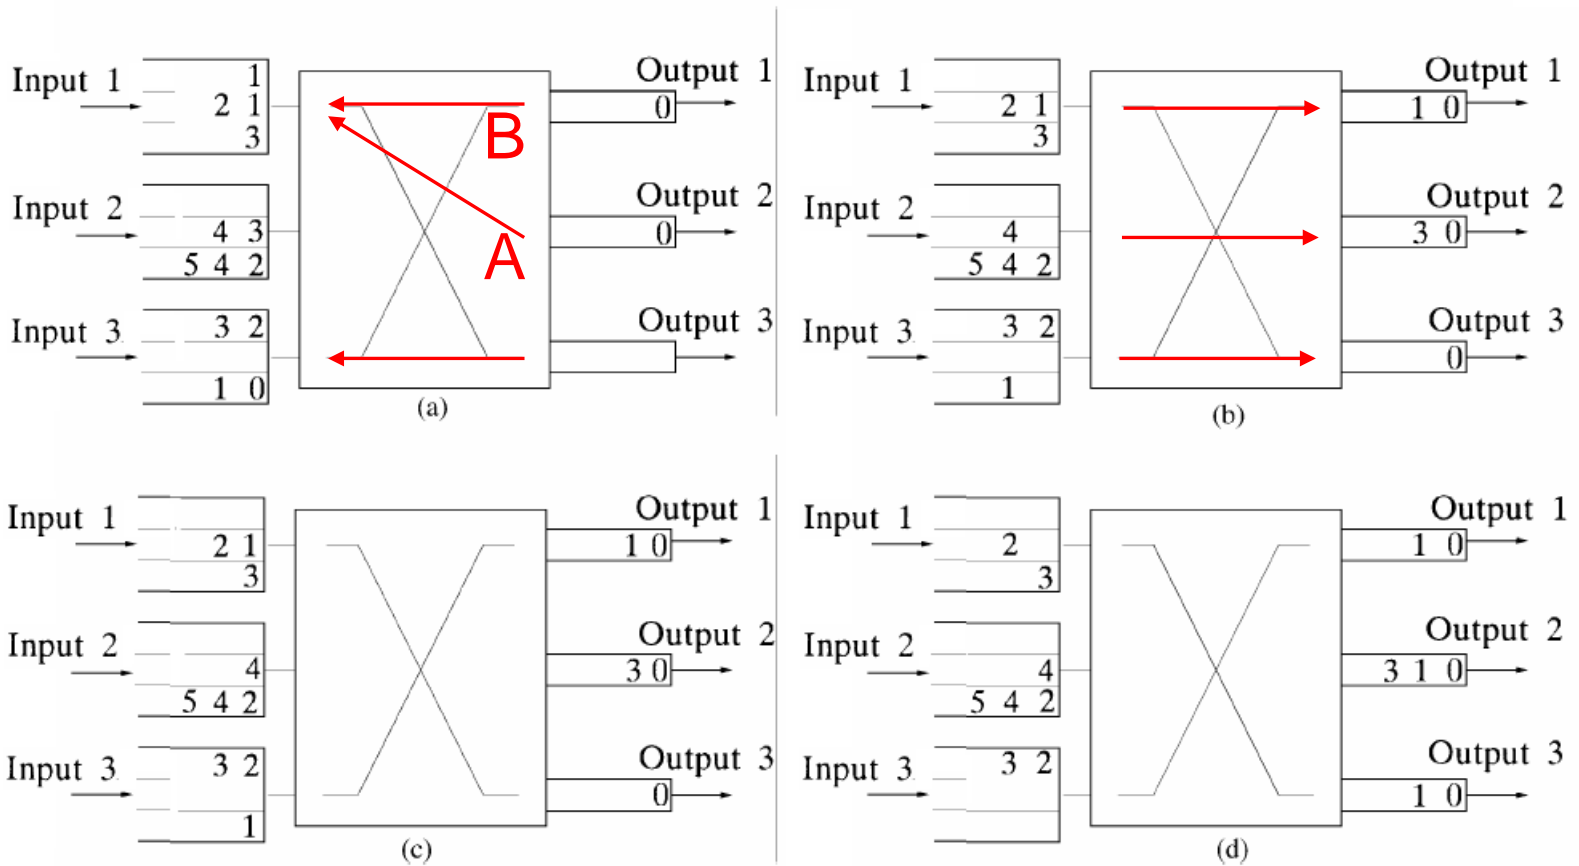 Input 1
1
2 1
3
Input 2
4 3
5 4 2
Input 3
3 2
1 0
B
A
Output 1
0
Output 2
0
Output 3
(a)
Input 1
2 1
3
Input 2
4
5 4 2
Input 3
3 2
1
Output 1
1 0
Output 2
3 0
Output 3
0
(b)
Input 1
2 1
3
Input 2
4
5 4 2
Input 3
3 2
1
Output 1
1 0
Output 2
3 0
Output 3
0
(c)
Input 1
2
3
Input 2
4
5 4 2
Input 3
3 2
Output 1
1 0
Output 2
3 1 0
Output 3
1 0
(d)